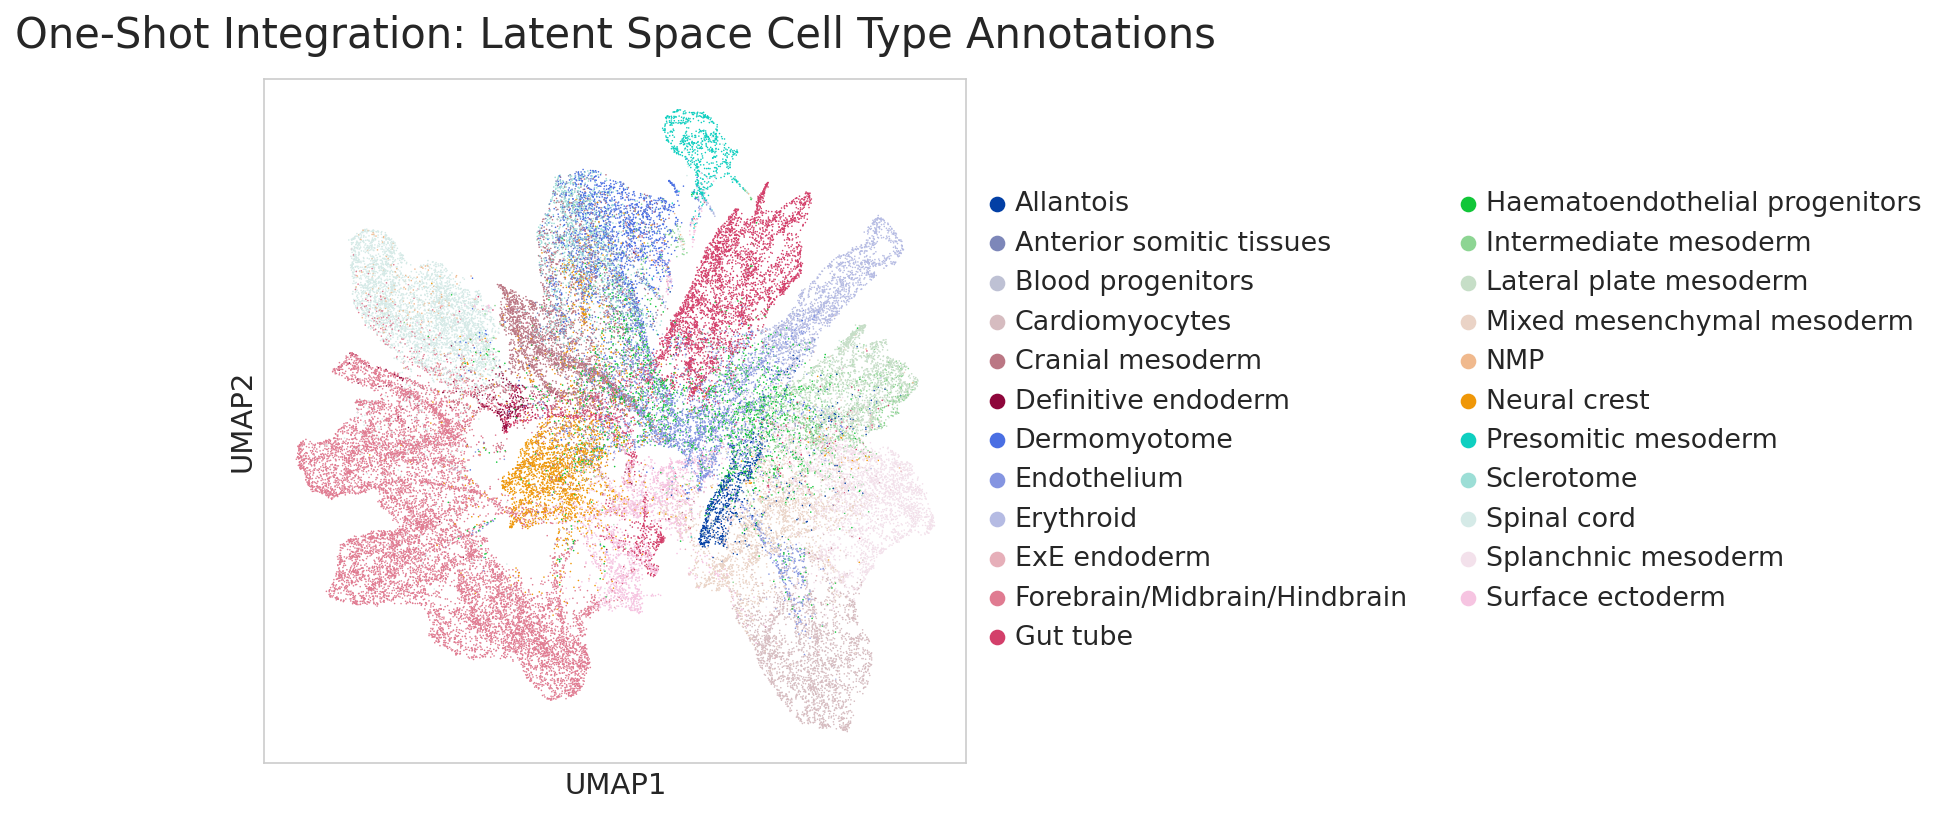 One-Shot Integration: Latent Space Cell Type Annotations
UMAP2
UMAP1
Allantois
Anterior somitic tissues
Blood progenitors
Cardiomyocytes
Cranial mesoderm
Definitive endoderm
Dermomyotome
Endothelium
Erythroid
ExE endoderm
Forebrain/Midbrain/Hindbrain
Gut tube
Haematoendothelial progenitors
Intermediate mesoderm
Lateral plate mesoderm
Mixed mesenchymal mesoderm
NMP
Neural crest
Presomitic mesoderm
Sclerotome
Spinal cord
Splanchnic mesoderm
Surface ectoderm